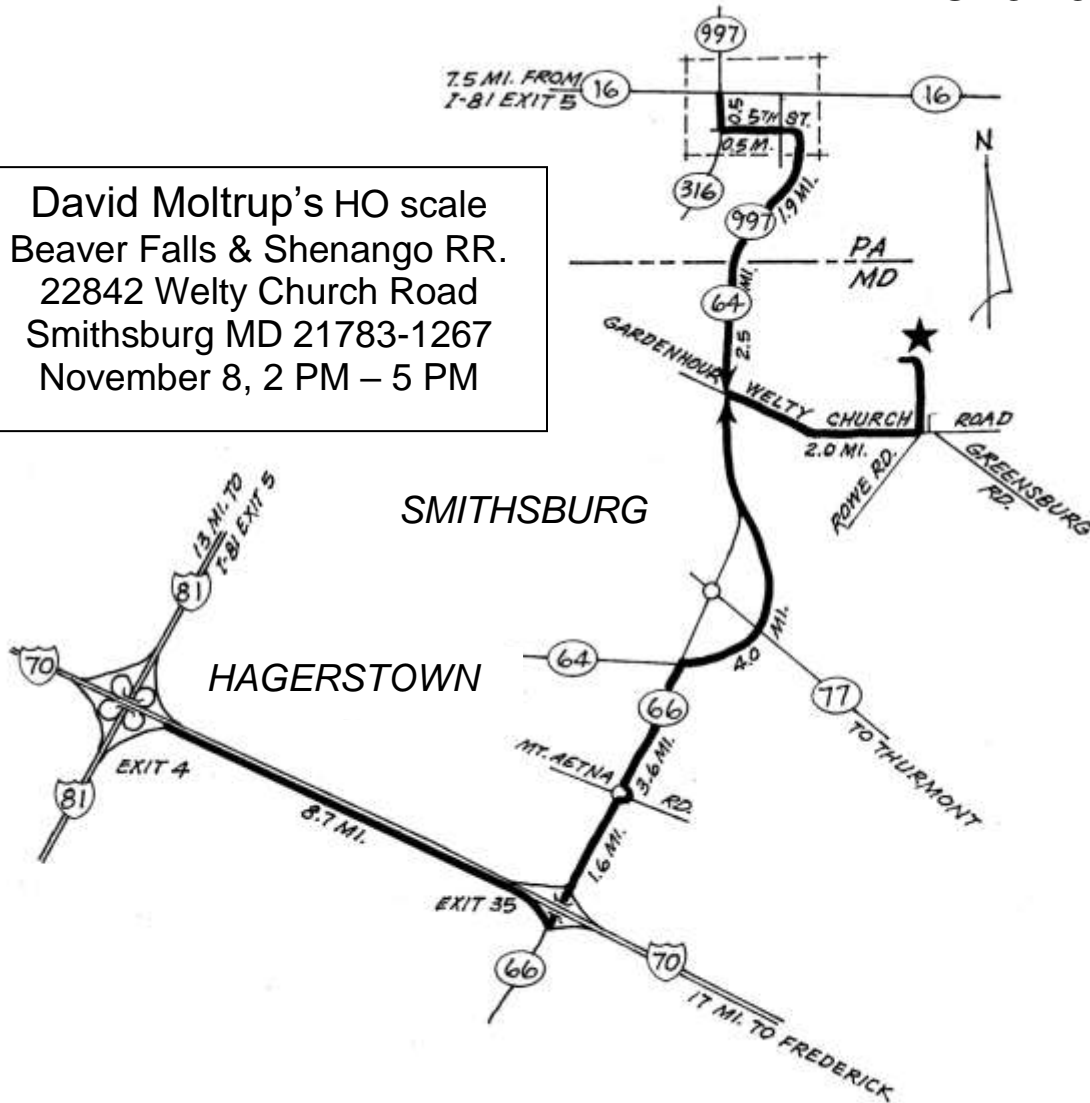 997
7.5 MI. FROM
I-81 EXIT 5
16
16
0.5
5TH ST.
0.5 M.
316
997
1.9 MI.
N
David Moltrup's HO scale
Beaver Falls & Shenango RR.
22842 Welty Church Road
Smithsburg MD 21783-1267
November 8, 2 PM – 5 PM
PA
MD
64
2.5 MI.
GARDENHOUR
WELTY CHURCH ROAD
2.0 MI.
ROWE RD.
GREENSBURG
RD.
SMITHSBURG
13 MI. TO
I-81 EXIT 5
81
70
HAGERSTOWN
64
4.0 MI.
66
77
TO THURMONT
3.6 MI.
MT. AETNA RD.
EXIT 4
81
8.7 MI.
1.6 MI.
EXIT 35
66
70
17 MI. TO FREDERICK